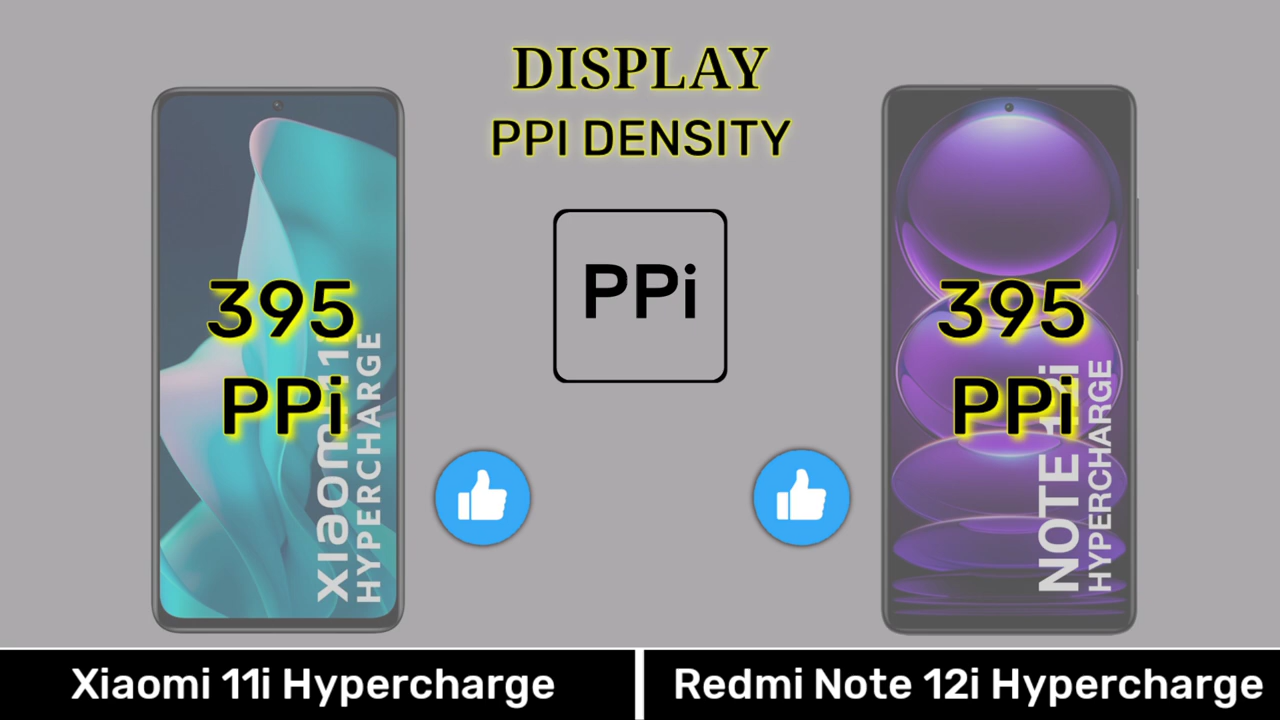 DISPLAY
PPI DENSITY
PPi
395
PPi
Xiaomi 11i
HYPERCHARGE
395
PPi
NOTE 12i
HYPERCHARGE
Xiaomi 11i Hypercharge
Redmi Note 12i Hypercharge